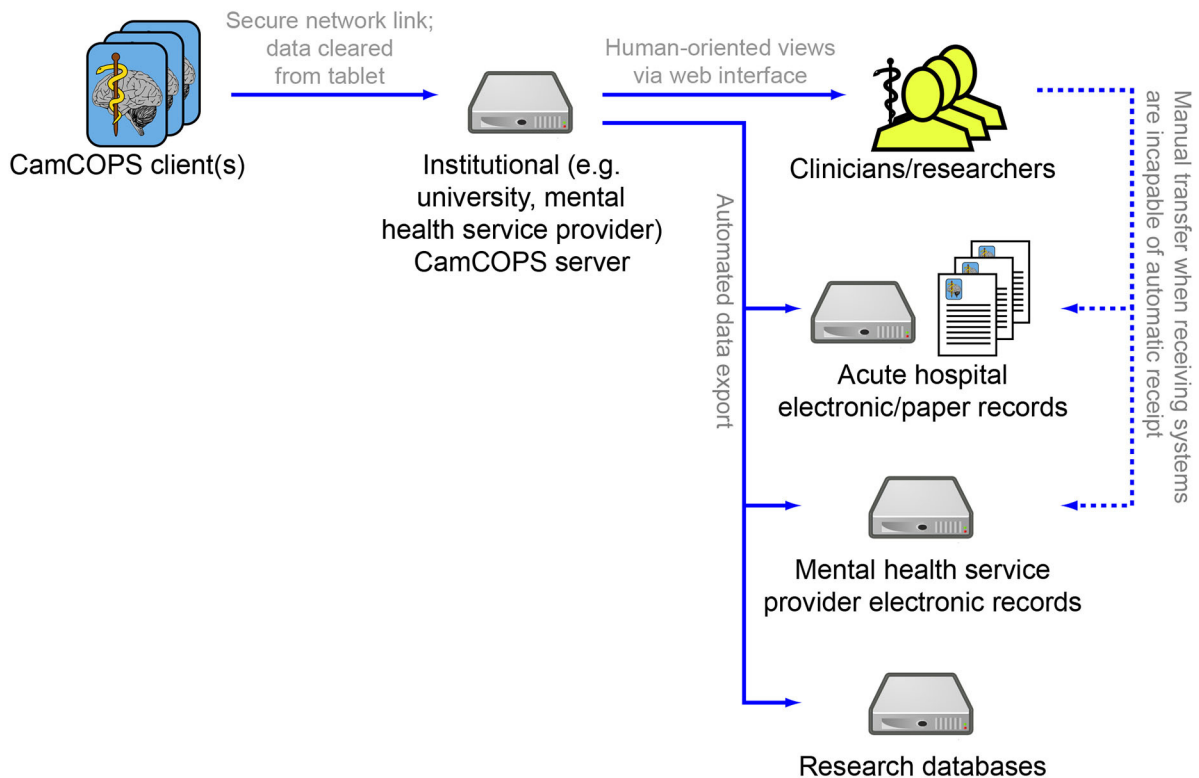 Secure network link;
data cleared
from tablet
Human-oriented views
via web interface
CamCOPS client(s)
Institutional (e.g.
university, mental
health service provider)
CamCOPS server
Clinicians/researchers
Automated data export
Manual transfer when receiving systems
are incapable of automatic receipt
Acute hospital
electronic/paper records
Mental health service
provider electronic records
Research databases